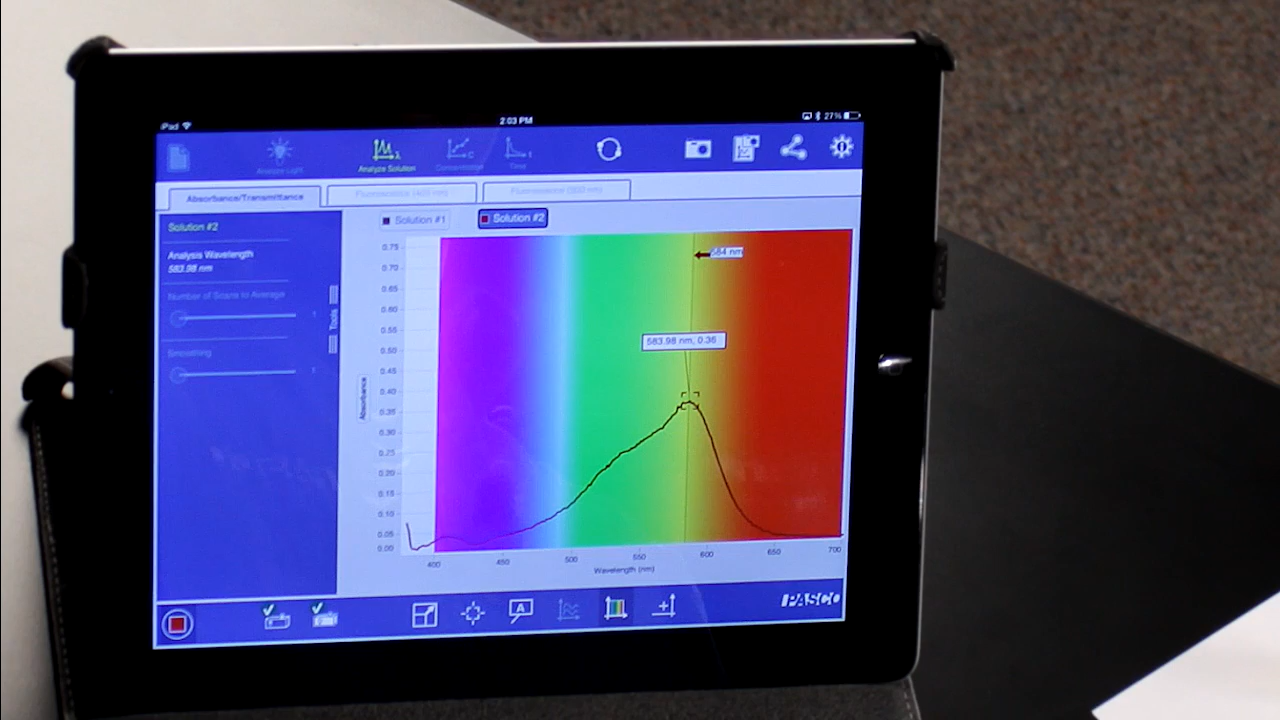 iPad
2:03 PM
27%
Analyze Light
Analyze Solution
Concentration
Time
Absorbance/Transmittance
Fluorescence (405 nm)
Fluorescence (500 nm)
Solution #2
Analysis Wavelength
583.98 nm
Number of Scans to Average
1
Smoothing
Tools
Solution #1
Solution #2
584 nm
583.98 nm, 0.36
Absorbance
0.75
0.70
0.65
0.60
0.55
0.50
0.45
0.40
0.35
0.30
0.25
0.20
0.15
0.10
0.05
0.00
400
450
500
550
600
650
700
Wavelength (nm)
A
PASCO